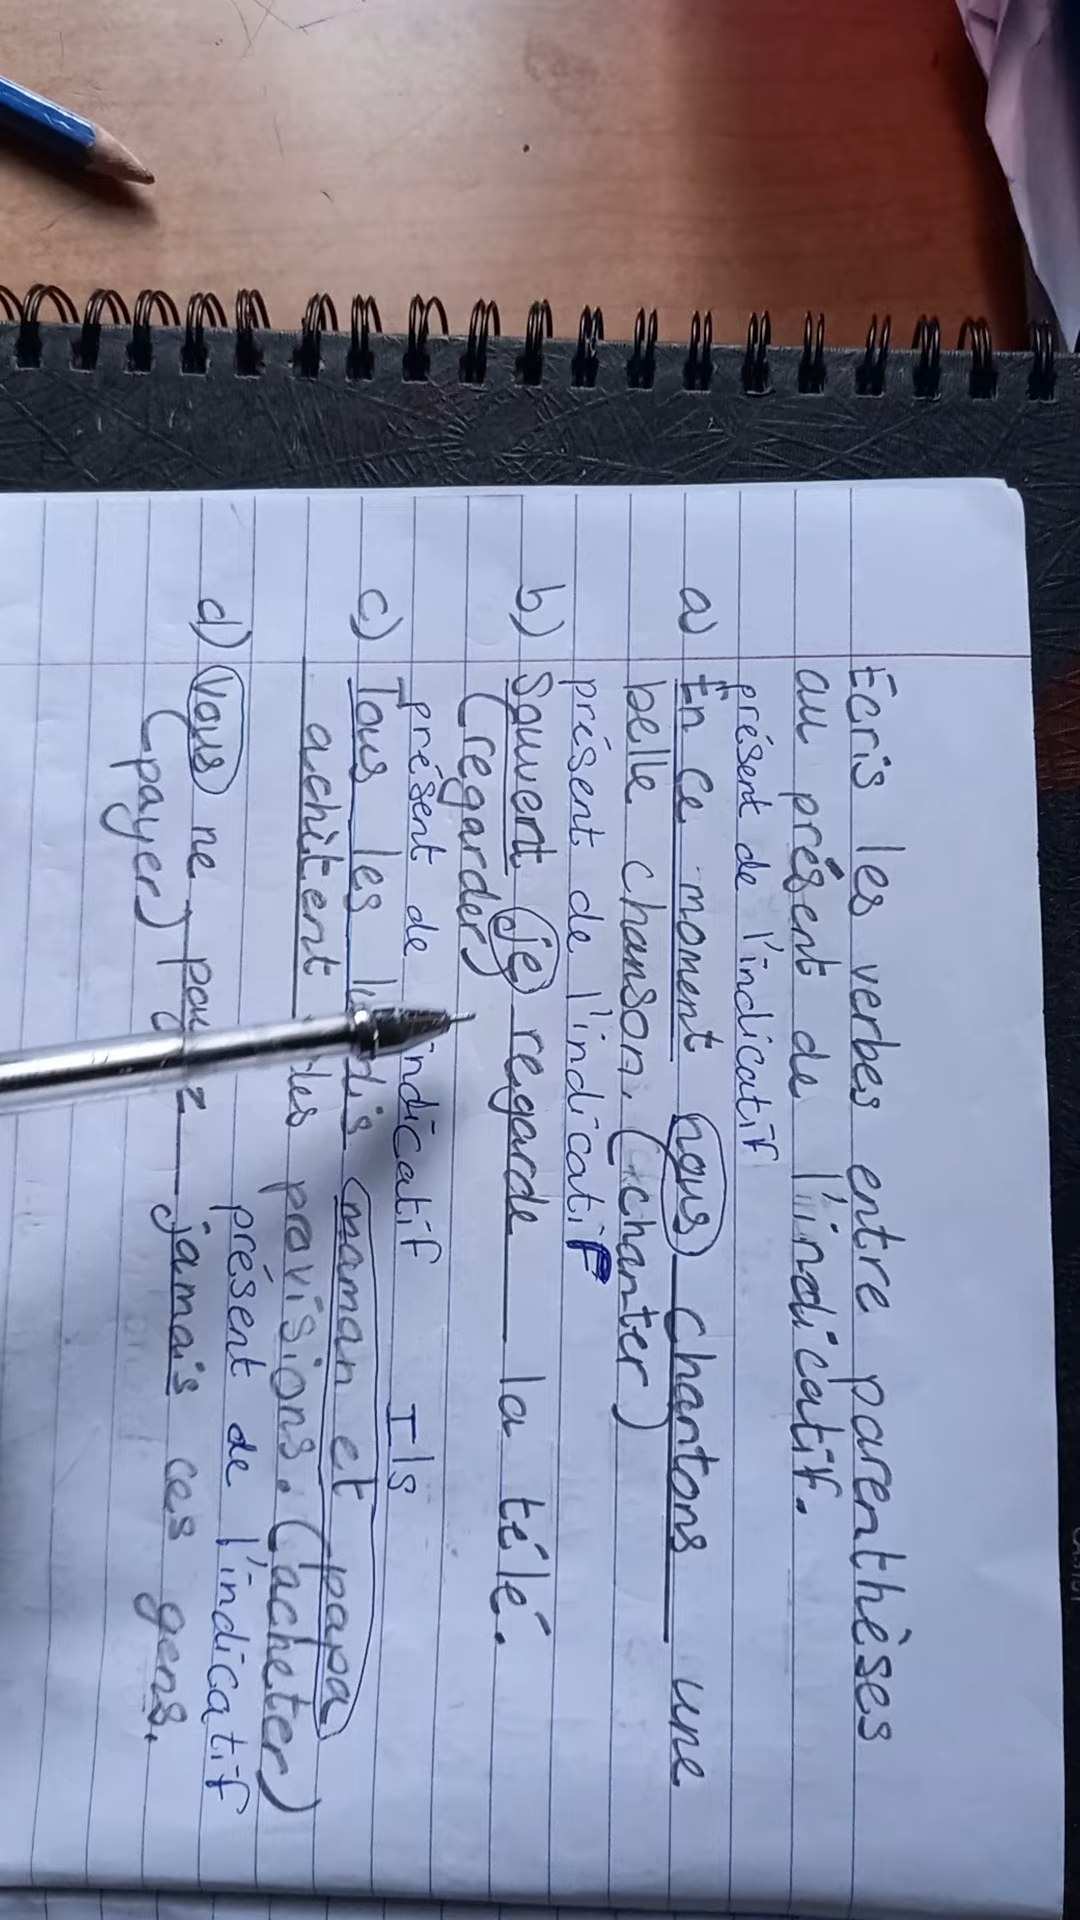 Écris les verbes entre parenthèses
au présent de l'indicatif.
présent de l'indicatif
a) En ce moment nous chantons une
belle chanson. (chanter)
présent de l'indicatif
b) Souvent je regarde la télé.
(regarder)
présent de indicatif Ils
c) Tous les lundis maman et papa
achètent des provisions. (acheter)
présent de l'indicatif
d) Vous ne jamais ces gens.
(payer)